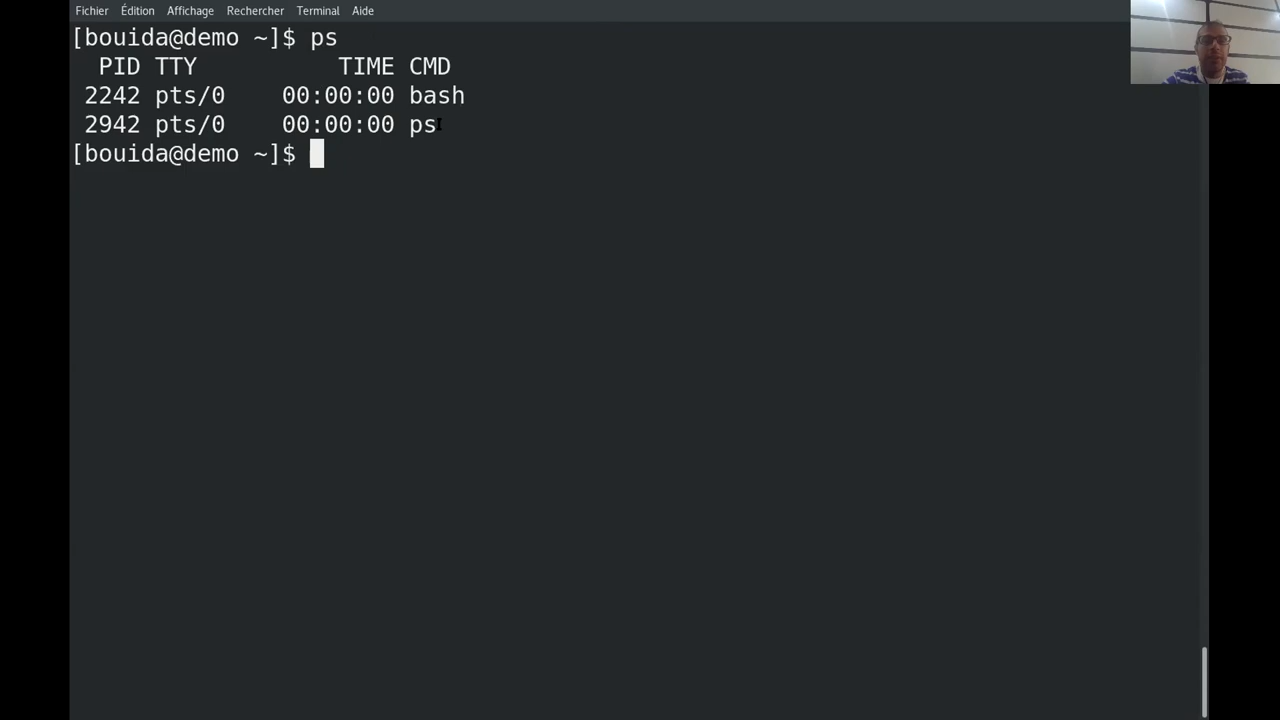 Fichier Édition Affichage Rechercher Terminal Aide
[bouida@demo ~]$ ps
  PID TTY          TIME CMD
 2242 pts/0    00:00:00 bash
 2942 pts/0    00:00:00 ps
[bouida@demo ~]$